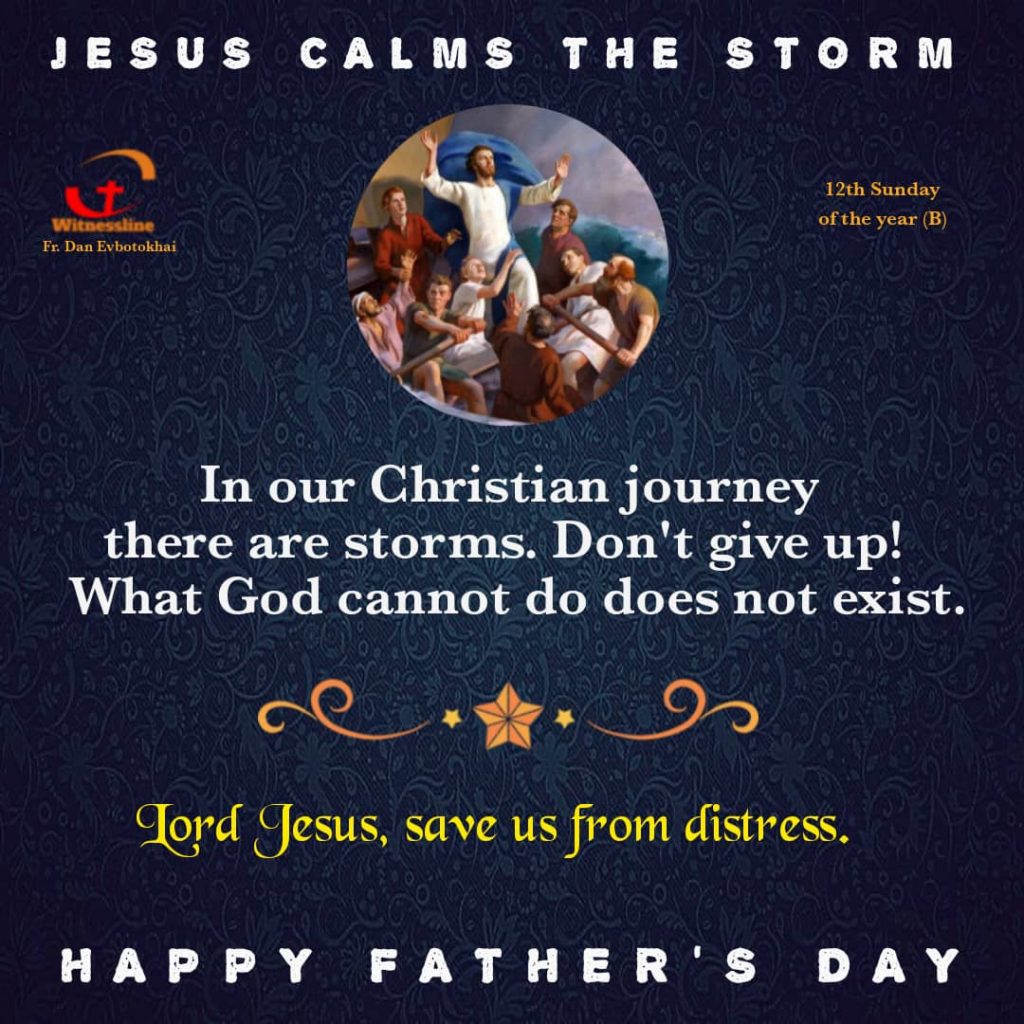 JESUS CALMS THE STORM
Witnessline
Fr. Dan Evbotokhai
12th Sunday
of the year (B)
In our Christian journey
there are storms. Don't give up!
What God cannot do does not exist.
Lord Jesus, save us from distress.
HAPPY FATHER'S DAY